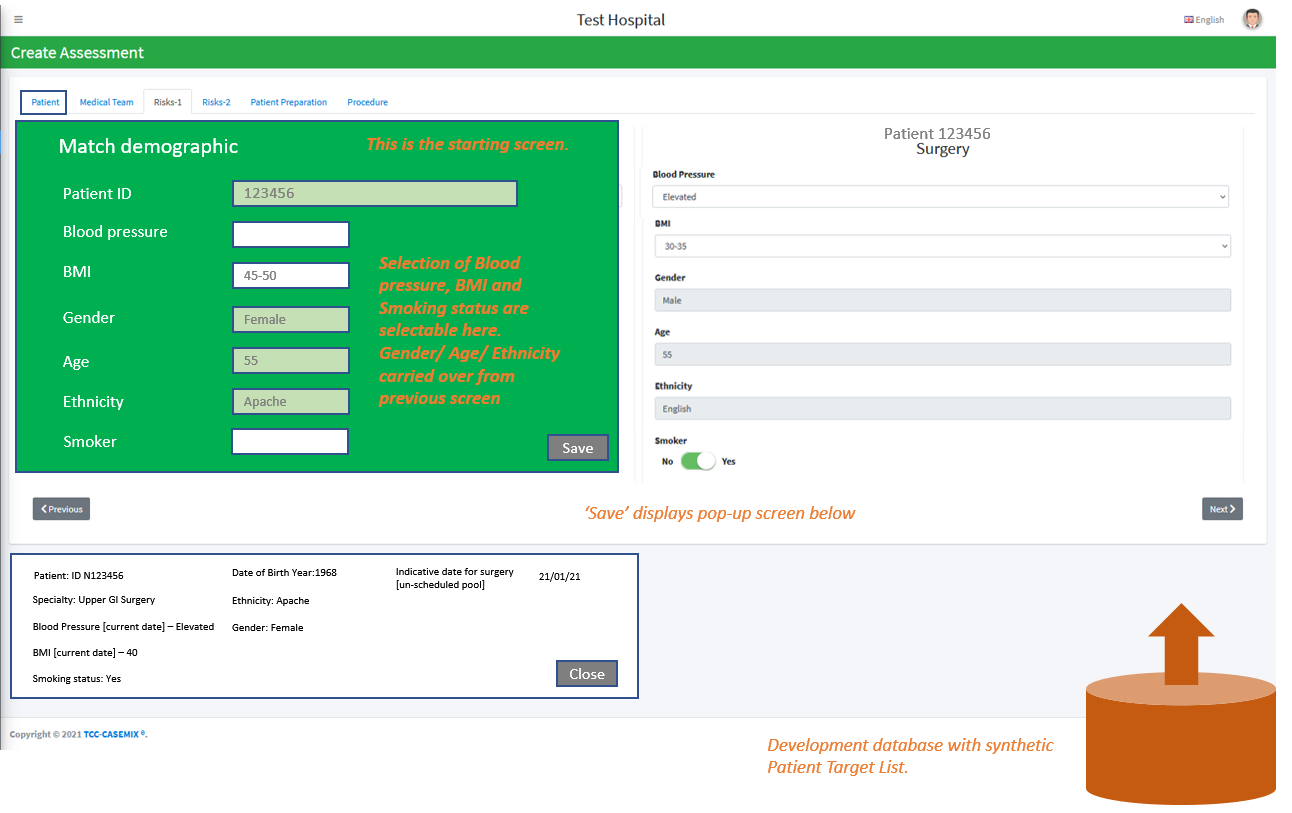 Test Hospital
English
Create Assessment
Patient
Medical Team
Risks-1
Risks-2
Patient Preparation
Procedure
Match demographic
This is the starting screen.
Patient ID
123456
Blood pressure
BMI
45-50
Gender
Female
Age
55
Ethnicity
Apache
Smoker
Selection of Blood
pressure, BMI and
Smoking status are
selectable here.
Gender/ Age/ Ethnicity
carried over from
previous screen
Save
Patient 123456
Surgery
Blood Pressure
Elevated
BMI
30-35
Gender
Male
Age
55
Ethnicity
English
Smoker
No Yes
Previous
‘Save’ displays pop-up screen below
Next
Patient: ID N123456
Specialty: Upper GI Surgery
Blood Pressure [current date] – Elevated
BMI [current date] – 40
Smoking status: Yes
Date of Birth Year:1968
Ethnicity: Apache
Gender: Female
Indicative date for surgery
[un-scheduled pool]
21/01/21
Close
Copyright © 2021 TCC-CASEMIX ®.
Development database with synthetic
Patient Target List.